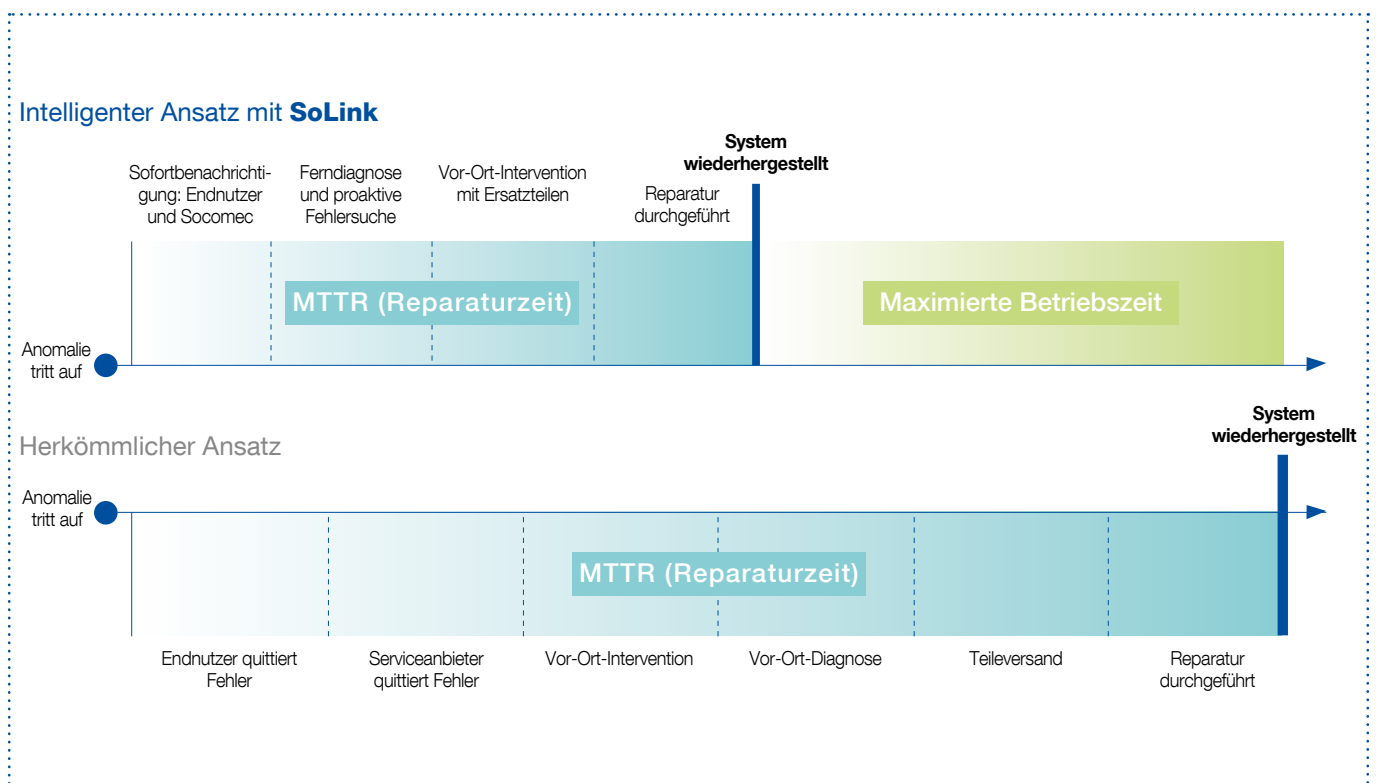 Intelligenter Ansatz mit SoLink
Sofortbenachrichti-
gung: Endnutzer
und Socomec
Ferndiagnose
und proaktive
Fehlersuche
Vor-Ort-Intervention
mit Ersatzteilen
Reparatur
durchgeführt
System
wiederhergestellt
MTTR (Reparaturzeit)
Maximierte Betriebszeit
Anomalie
tritt auf
Herkömmlicher Ansatz
System
wiederhergestellt
Anomalie
tritt auf
MTTR (Reparaturzeit)
Endnutzer quittiert
Fehler
Serviceanbieter
quittiert Fehler
Vor-Ort-Intervention
Vor-Ort-Diagnose
Teileversand
Reparatur
durchgeführt